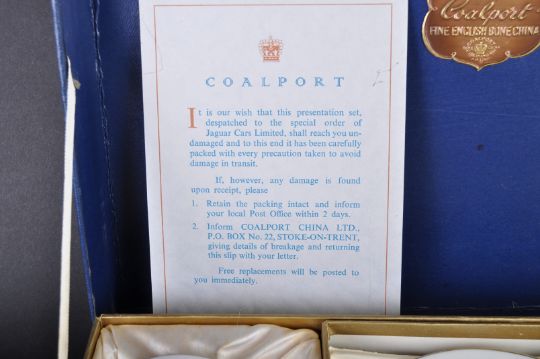 COALPORT
It is our wish that this presentation set,
despatched to the special order of
Jaguar Cars Limited, shall reach you un-
damaged and to this end it has been carefully
packed with every precaution taken to avoid
damage in transit.
If, however, any damage is found
upon receipt, please
1. Retain the packing intact and inform
your local Post Office within 2 days.
2. Inform COALPORT CHINA LTD.,
P.O. BOX No. 22, STOKE-ON-TRENT,
giving details of breakage and returning
this slip with your letter.
Free replacements will be posted to
you immediately.
Coalport
FINE ENGLISH BONE CHINA